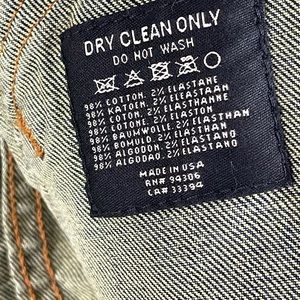 DRY CLEAN ONLY
DO NOT WASH
98% COTTON, 2% ELASTANE
98% KATOEN, 2% ELEASTAAN
98% COTON, 2% ELASTHANNE
98% COTONE, 2% ELASTON
98% BAUMWOLLE, 2% ELASTHAN
98% BOMULD, 2% ELASTAN
98% ALGODON, 2% ELASTANO
98% ALGODAO, 2% ELASTANO
MADE IN USA
RN# 94306
CA# 33394